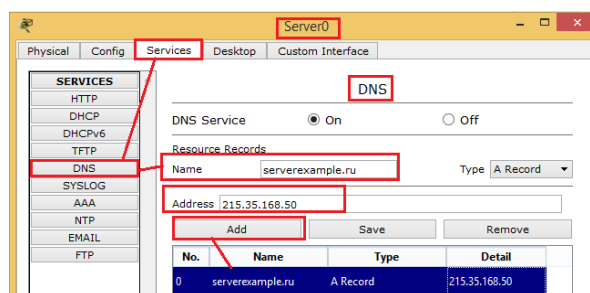 Server0
Physical Config Services Desktop Custom Interface
SERVICES
HTTP
DHCP
DHCPv6
TFTP
DNS
SYSLOG
AAA
NTP
EMAIL
FTP
DNS
DNS Service On Off
Resource Records
Name serverexample.ru Type A Record
Address 215.35.168.50
Add Save Remove
No. Name Type Detail
0 serverexample.ru A Record 215.35.168.50